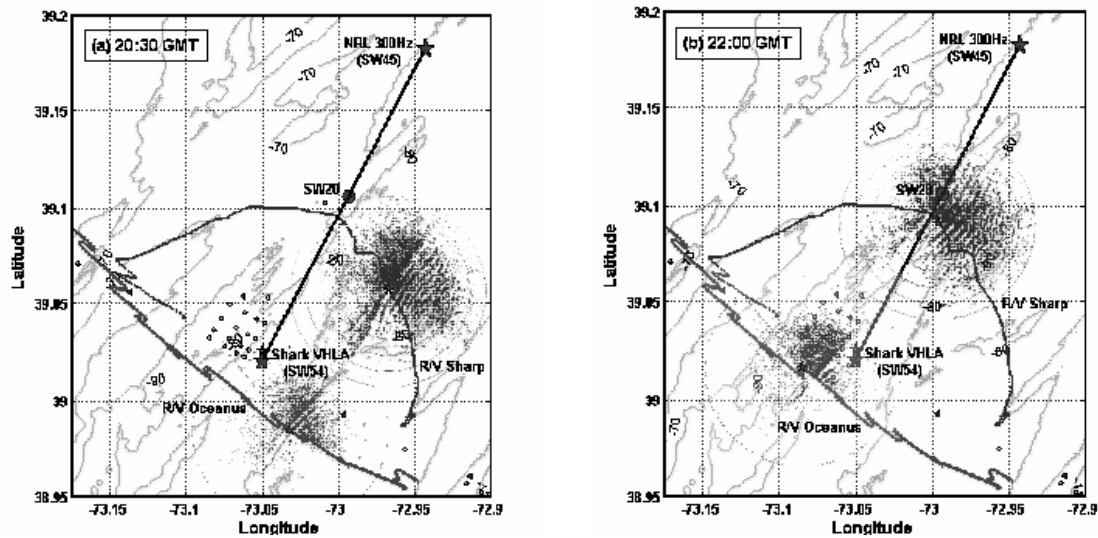 39.2
(a) 20:30 GMT
NRL 300Hz
(SW45)
-70
-70
-70
39.15
SW20
39.1
Latitude
-80
39.05
Shark VHLA
(SW54)
R/V Sharp
-90
R/V Oceanus
39
38.95
-73.15
-73.1
-73.05
-73
-72.95
-72.9
Longitude
39.2
(b) 22:00 GMT
NRL 300Hz
(SW45)
-70
-70
-70
-80
39.15
-70
39.1
Latitude
-80
39.05
R/V Sharp
Shark VHLA
(SW54)
39
-70
R/V Oceanus
38.95
-73.15
-73.1
-73.05
-73
-72.95
-72.9
Longitude